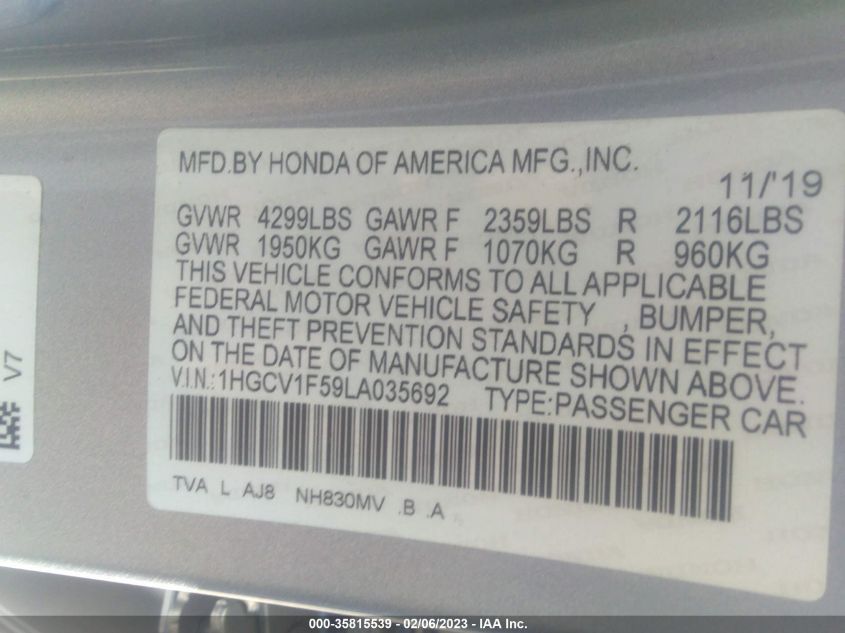 MFD.BY HONDA OF AMERICA MFG.,INC.
11/'19
GVWR 4299LBS GAWR F 2359LBS R 2116LBS
GVWR 1950KG GAWR F 1070KG R 960KG
THIS VEHICLE CONFORMS TO ALL APPLICABLE
FEDERAL MOTOR VEHICLE SAFETY , BUMPER,
AND THEFT PREVENTION STANDARDS IN EFFECT
ON THE DATE OF MANUFACTURE SHOWN ABOVE.
V.I.N.:1HGCV1F59LA035692 TYPE:PASSENGER CAR
TVA L AJ8 NH830MV .B .A
V7
000-35815539 - 02/06/2023 - IAA Inc.